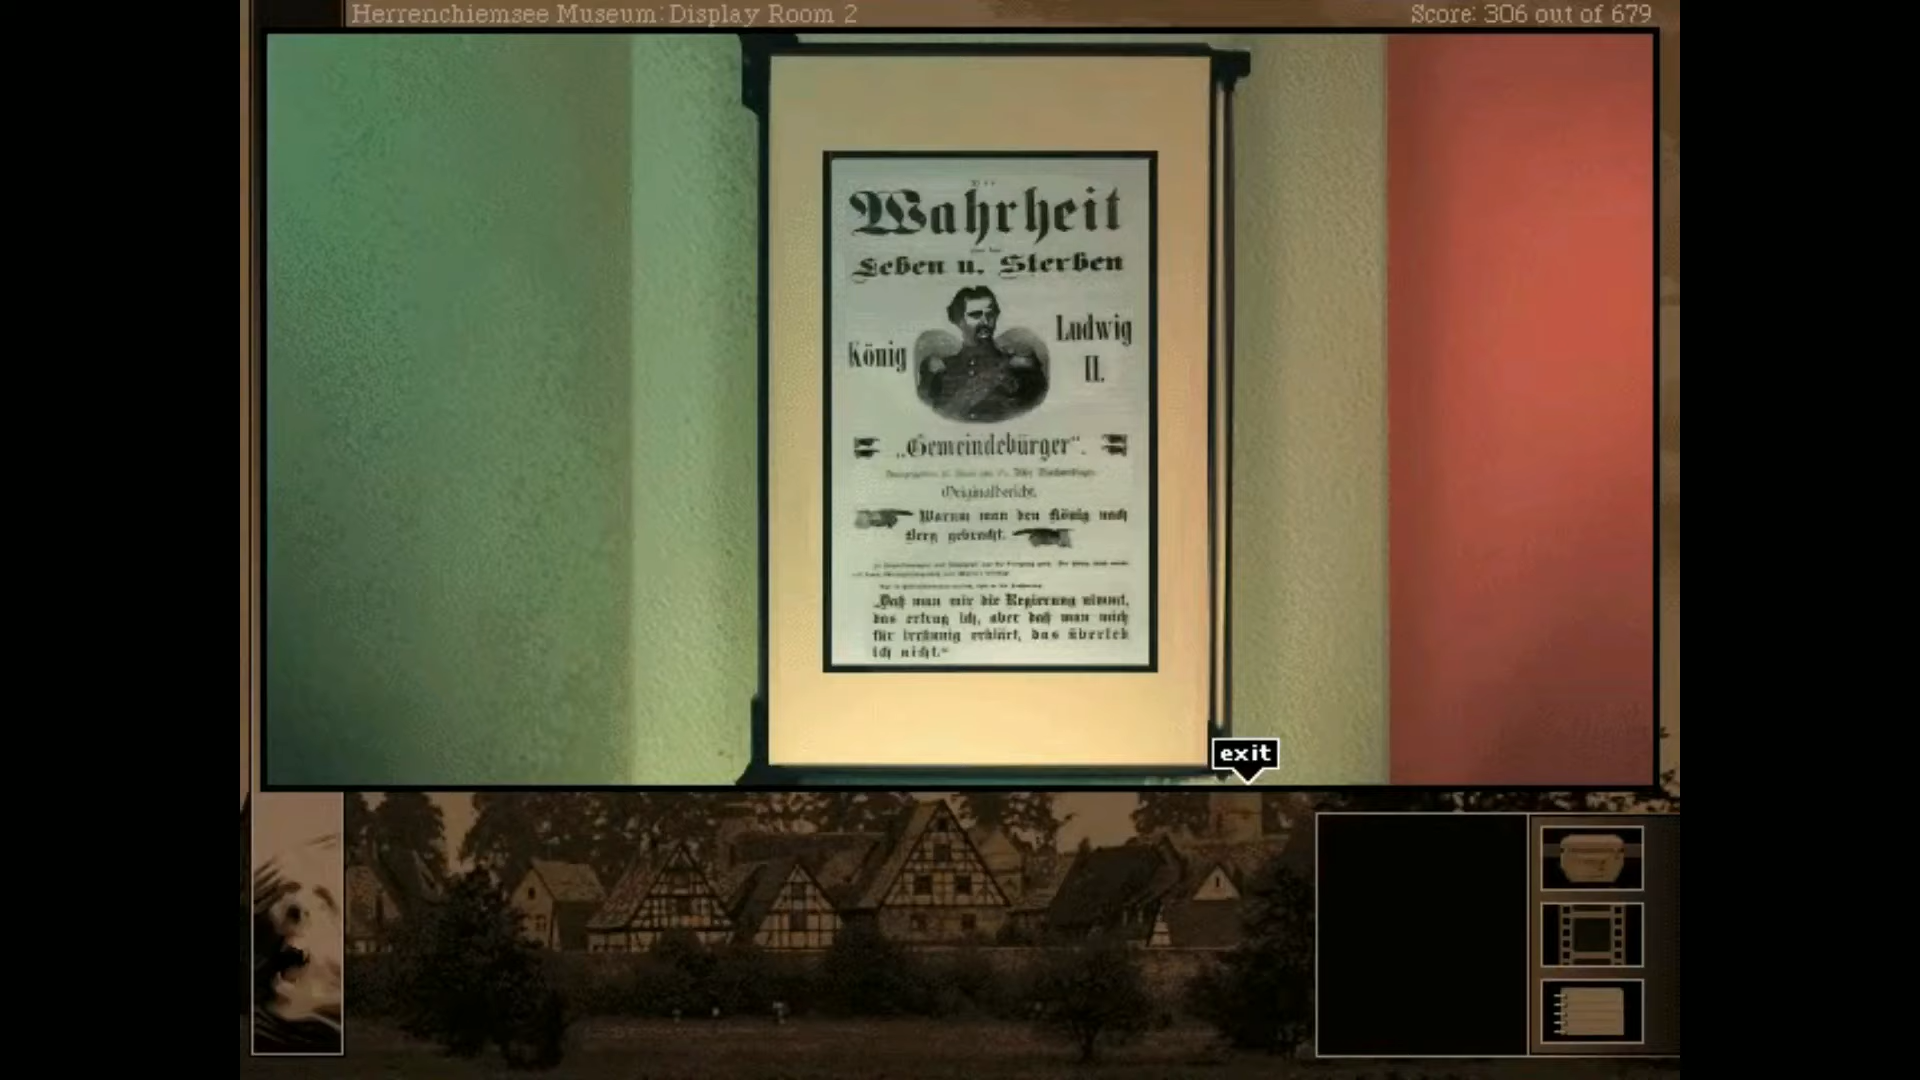 Herrenchiemsee Museum: Display Room 2
Score: 306 out of 679
Wahrheit
Leben u. Sterben
König
Ludwig
II.
„Gemeindebürger“.
Originalbericht.
Warum man den König nach
Berg gebracht.
„Daß man mir die Regierung nimmt,
das ertrag ich, aber daß man mich
für irrsinnig erklärt, das überleb
ich nicht.“
exit